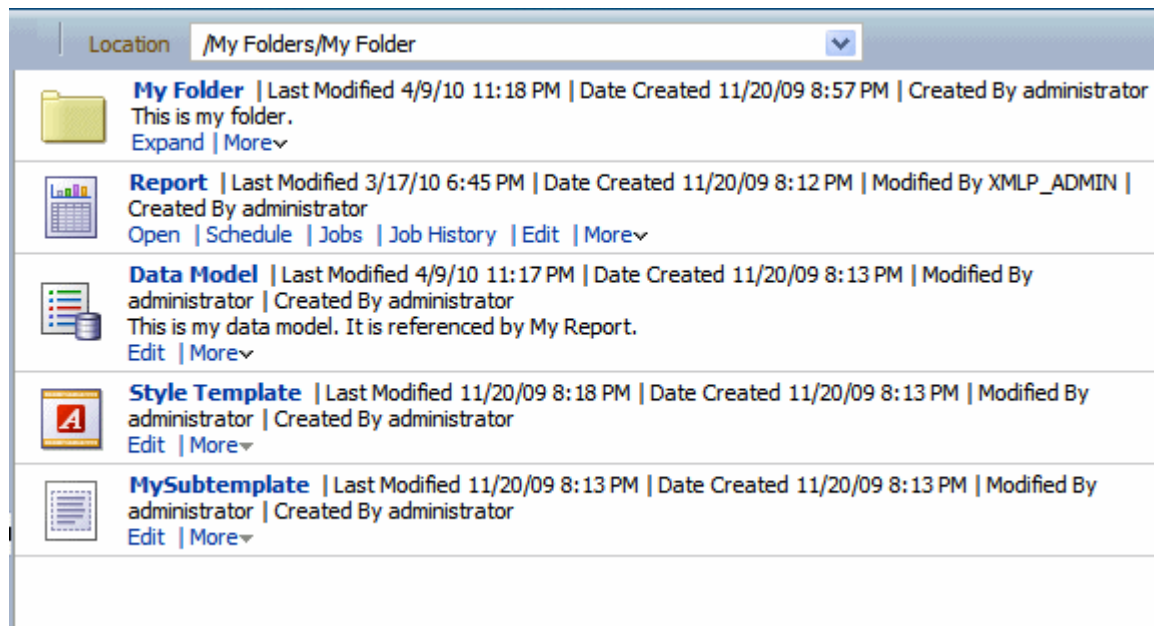 Location /My Folders/My Folder
My Folder | Last Modified 4/9/10 11:18 PM | Date Created 11/20/09 8:57 PM | Created By administrator
This is my folder.
Expand | More
Report | Last Modified 3/17/10 6:45 PM | Date Created 11/20/09 8:12 PM | Modified By XMLP_ADMIN |
Created By administrator
Open | Schedule | Jobs | Job History | Edit | More
Data Model | Last Modified 4/9/10 11:17 PM | Date Created 11/20/09 8:13 PM | Modified By
administrator | Created By administrator
This is my data model. It is referenced by My Report.
Edit | More
Style Template | Last Modified 11/20/09 8:18 PM | Date Created 11/20/09 8:13 PM | Modified By
administrator | Created By administrator
Edit | More
A
MySubtemplate | Last Modified 11/20/09 8:13 PM | Date Created 11/20/09 8:13 PM | Modified By
administrator | Created By administrator
Edit | More